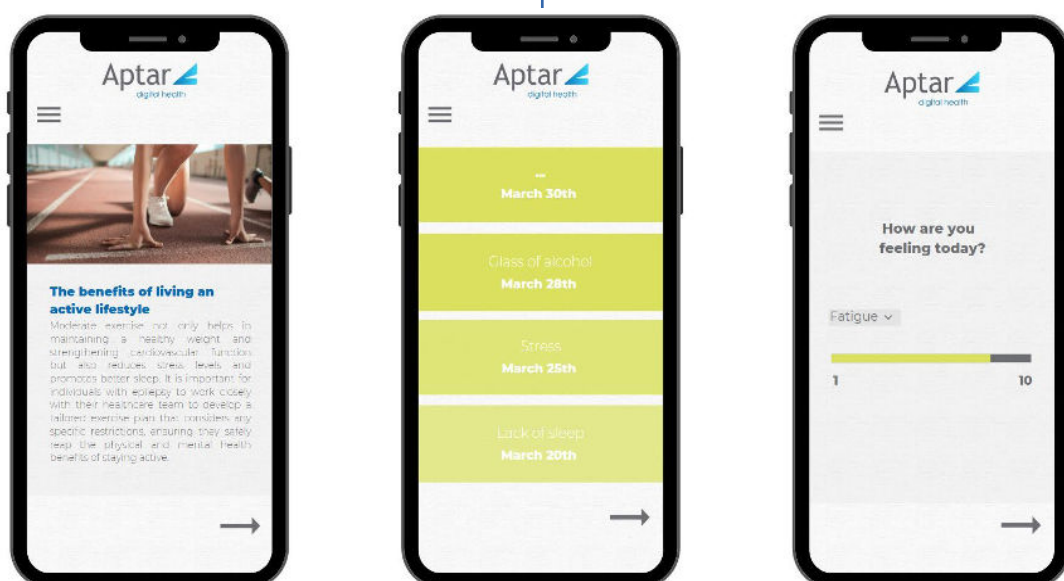 Aptar
digital health
The benefits of living an
active lifestyle
Moderate exercise not only helps in
maintaining a healthy weight and
strengthening cardiovascular function
but also reduces stress levels and
promotes better sleep. It is important for
individuals with epilepsy to work closely
with their healthcare team to develop a
tailored exercise plan that considers any
specific restrictions, ensuring they safely
reap the physical and mental health
benefits of staying active.
Aptar
digital health
...
March 30th
Glass of alcohol
March 28th
Stress
March 25th
Lack of sleep
March 20th
Aptar
digital health
How are you
feeling today?
Fatigue
1 10